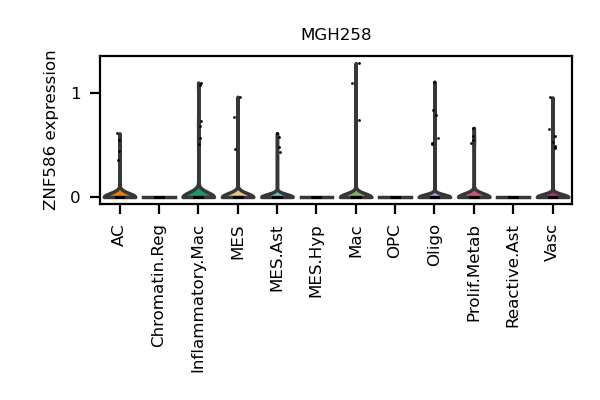 MGH258
ZNF586 expression
1
0
AC
Chromatin.Reg
Inflammatory.Mac
MES
MES.Ast
MES.Hyp
Mac
OPC
Oligo
Prolif.Metab
Reactive.Ast
Vasc